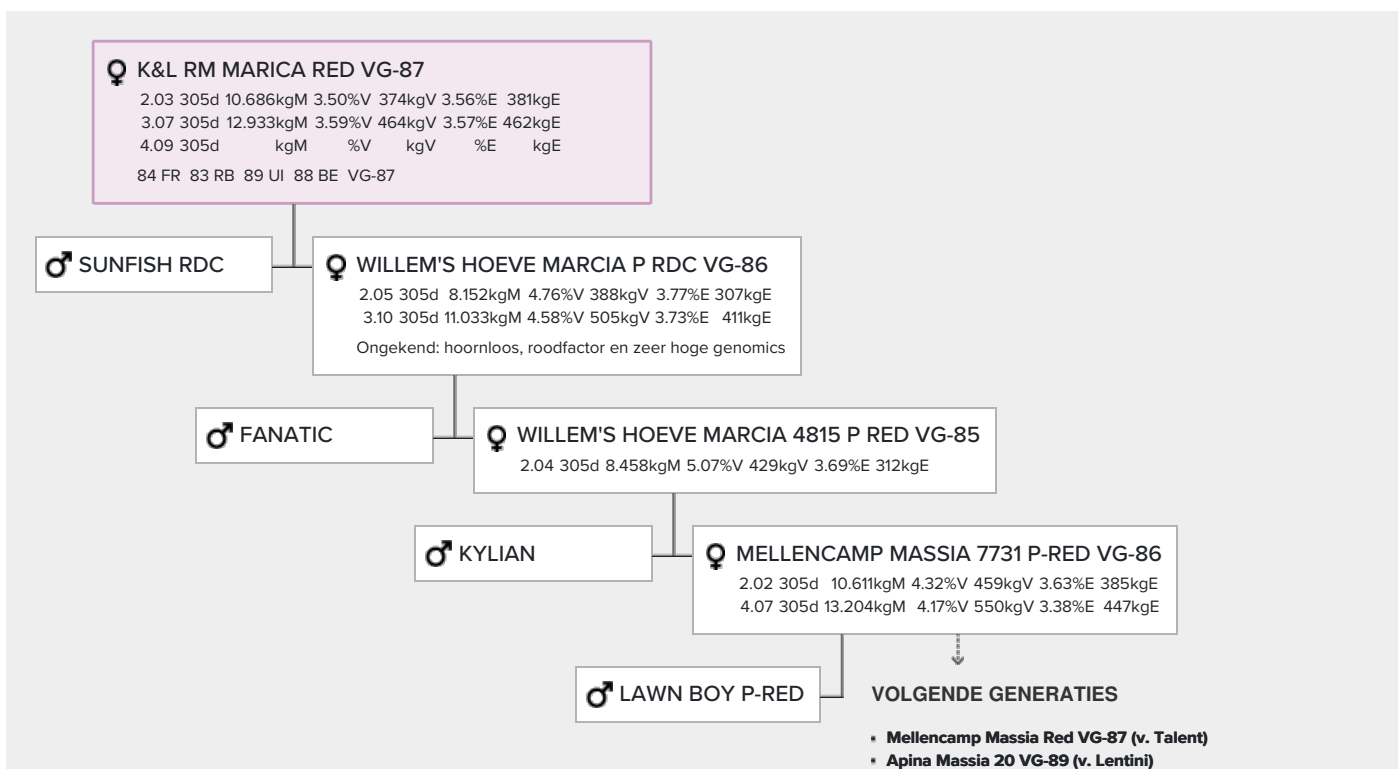 K&L RM MARICA RED VG-87
2.03 305d 10.686kgM 3.50%V 374kgV 3.56%E 381kgE
3.07 305d 12.933kgM 3.59%V 464kgV 3.57%E 462kgE
4.09 305d kgM %V kgV %E kgE
84 FR 83 RB 89 UI 88 BE VG-87
SUNFISH RDC
WILLEM'S HOEVE MARCIA P RDC VG-86
2.05 305d 8.152kgM 4.76%V 388kgV 3.77%E 307kgE
3.10 305d 11.033kgM 4.58%V 505kgV 3.73%E 411kgE
Ongekend: hoornloos, roodfactor en zeer hoge genomics
FANATIC
WILLEM'S HOEVE MARCIA 4815 P RED VG-85
2.04 305d 8.458kgM 5.07%V 429kgV 3.69%E 312kgE
KYLIAN
MELLENCAMP MASSIA 7731 P-RED VG-86
2.02 305d 10.611kgM 4.32%V 459kgV 3.63%E 385kgE
4.07 305d 13.204kgM 4.17%V 550kgV 3.38%E 447kgE
LAWN BOY P-RED
VOLGENDE GENERATIES
▪ Mellencamp Massia Red VG-87 (v. Talent)
▪ Apina Massia 20 VG-89 (v. Lentini)